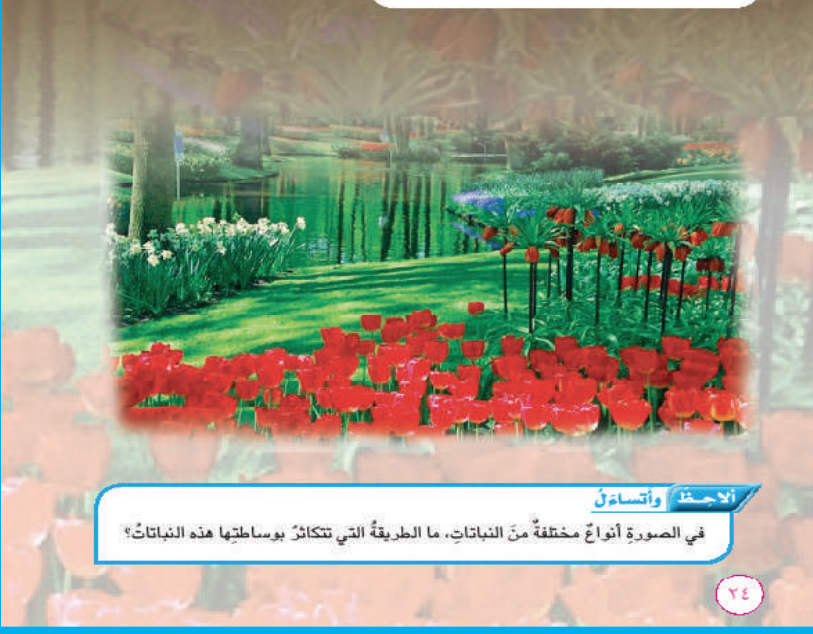 ألاحظُ وأتساءلُ
في الصورةِ أنواعٌ مختلفةٌ منَ النباتاتِ، ما الطريقةُ التي تتكاثرُ بوساطتِها هذه النباتاتُ؟
٢٤